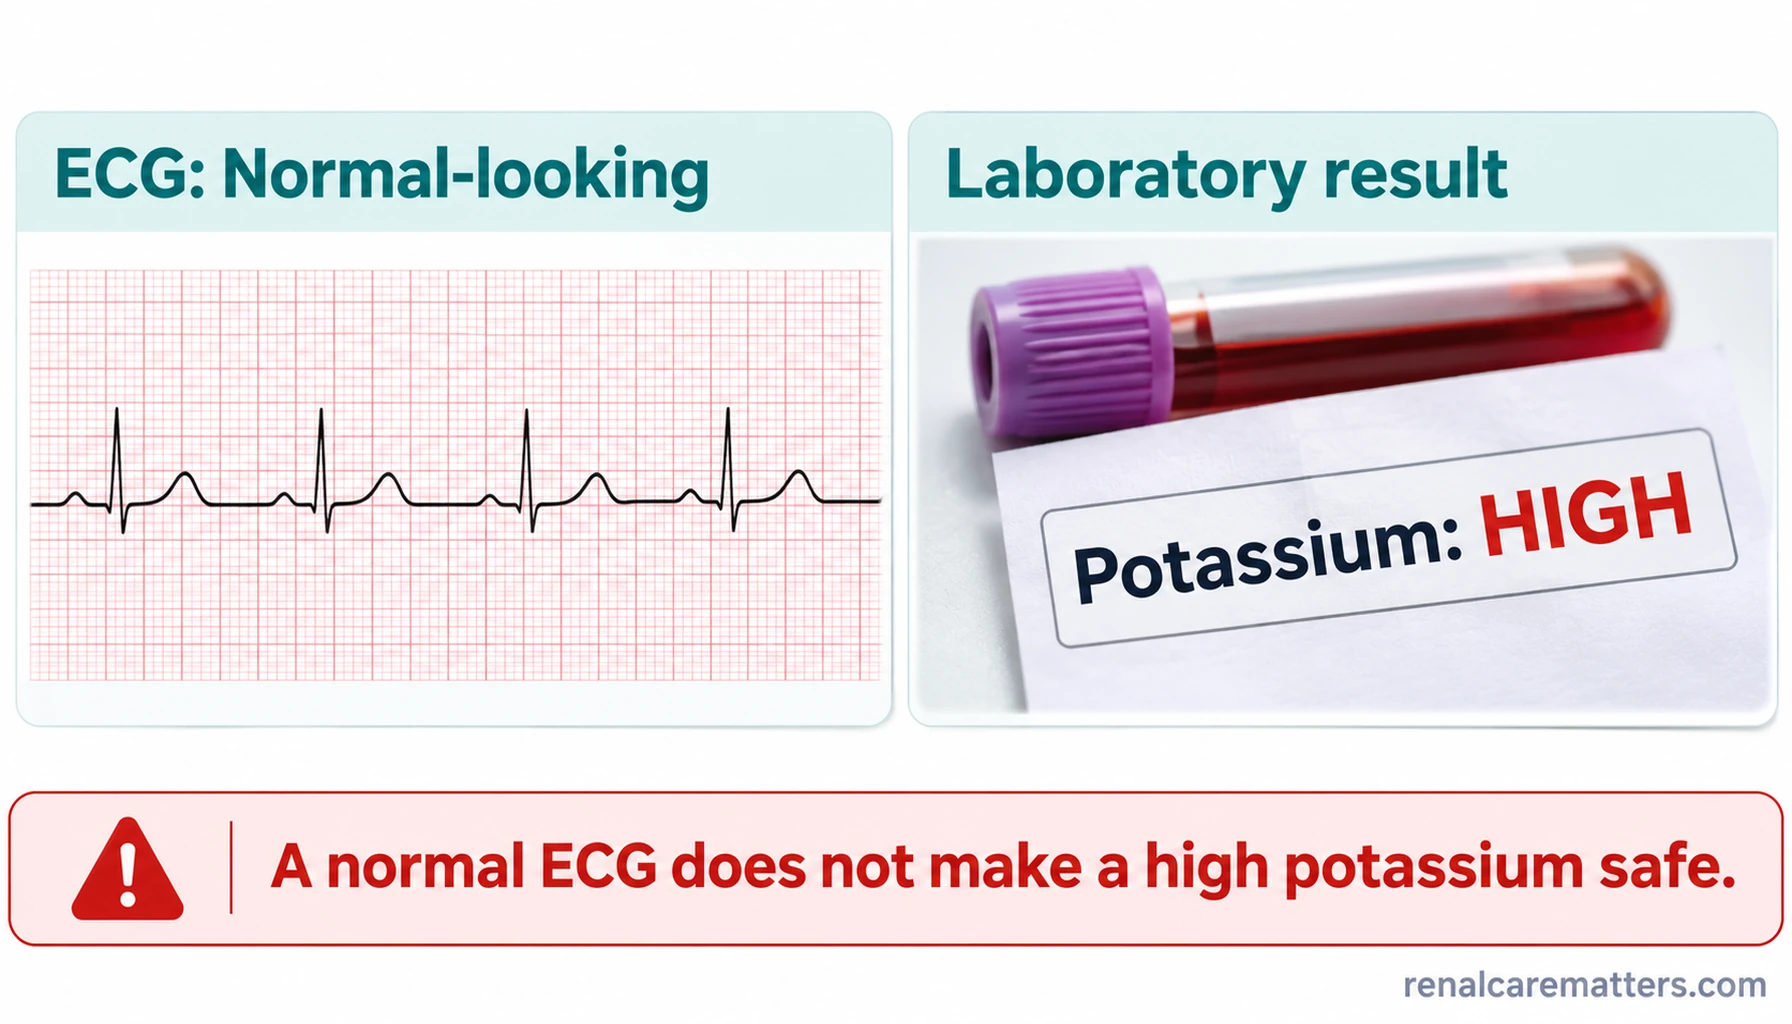 ECG: Normal-looking
Laboratory result
Potassium: HIGH
A normal ECG does not make a high potassium safe.
renalcarematters.com